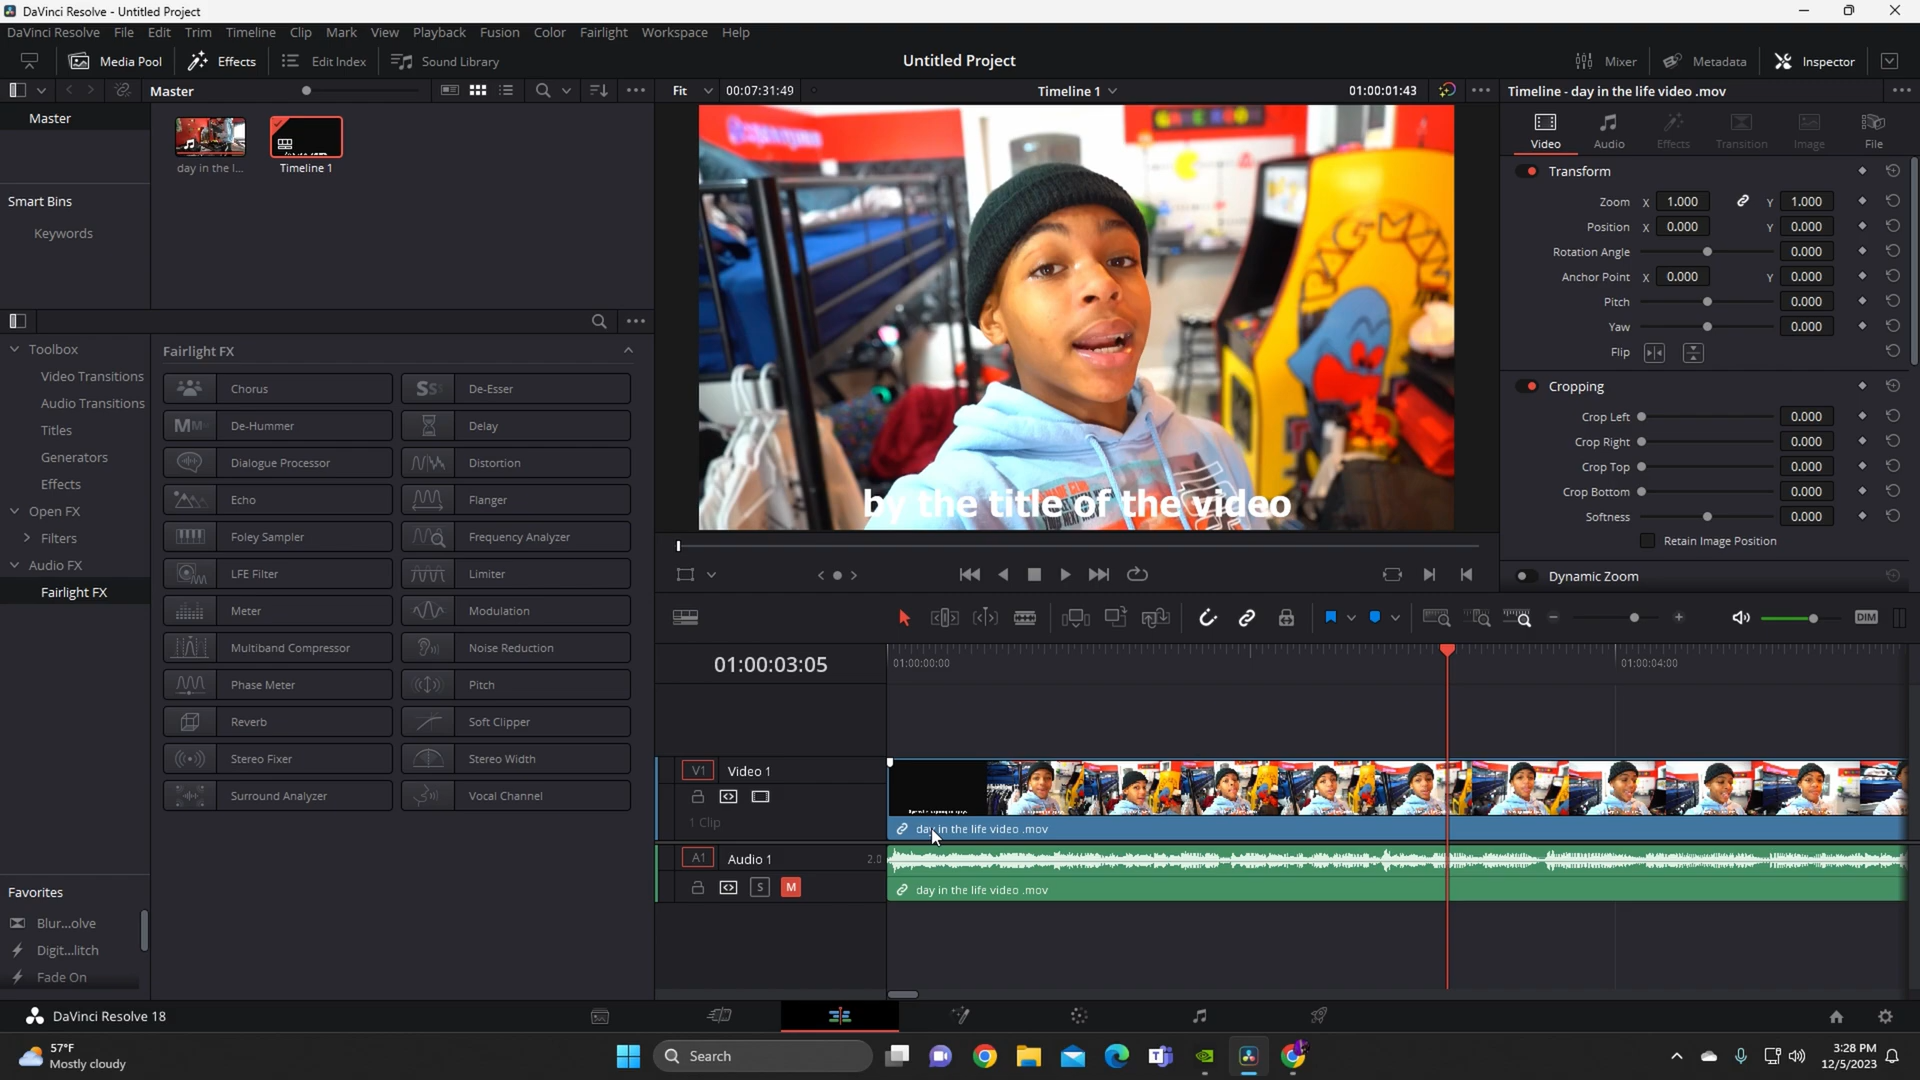 DaVinci Resolve - Untitled Project
DaVinci Resolve File Edit Trim Timeline Clip Mark View Playback Fusion Color Fairlight Workspace Help
Media Pool Effects Edit Index Sound Library
Untitled Project
Mixer Metadata Inspector
Master
Fit 00:07:31:49 Timeline 1 01:00:01:43
Timeline - day in the life video .mov
Master
day in the l...
Timeline 1
Smart Bins
Keywords
Toolbox
Video Transitions
Audio Transitions
Titles
Generators
Effects
Open FX
Filters
Audio FX
Fairlight FX
Favorites
Blur...olve
Digit...litch
Fade On
Fairlight FX
Chorus De-Esser
De-Hummer Delay
Dialogue Processor Distortion
Echo Flanger
Foley Sampler Frequency Analyzer
LFE Filter Limiter
Meter Modulation
Multiband Compressor Noise Reduction
Phase Meter Pitch
Reverb Soft Clipper
Stereo Fixer Stereo Width
Surround Analyzer Vocal Channel
by the title of the video
Video Audio Effects Transition Image File
Transform
Zoom X 1.000 Y 1.000
Position X 0.000 Y 0.000
Rotation Angle 0.000
Anchor Point X 0.000 Y 0.000
Pitch 0.000
Yaw 0.000
Flip
Cropping
Crop Left 0.000
Crop Right 0.000
Crop Top 0.000
Crop Bottom 0.000
Softness 0.000
Retain Image Position
Dynamic Zoom
DIM
01:00:03:05
01:00:00:00 01:00:04:00
V1 Video 1
1 Clip
day in the life video .mov
A1 Audio 1 2.0
S M
day in the life video .mov
DaVinci Resolve 18
57°F
Mostly cloudy
Search
3:28 PM
12/5/2023